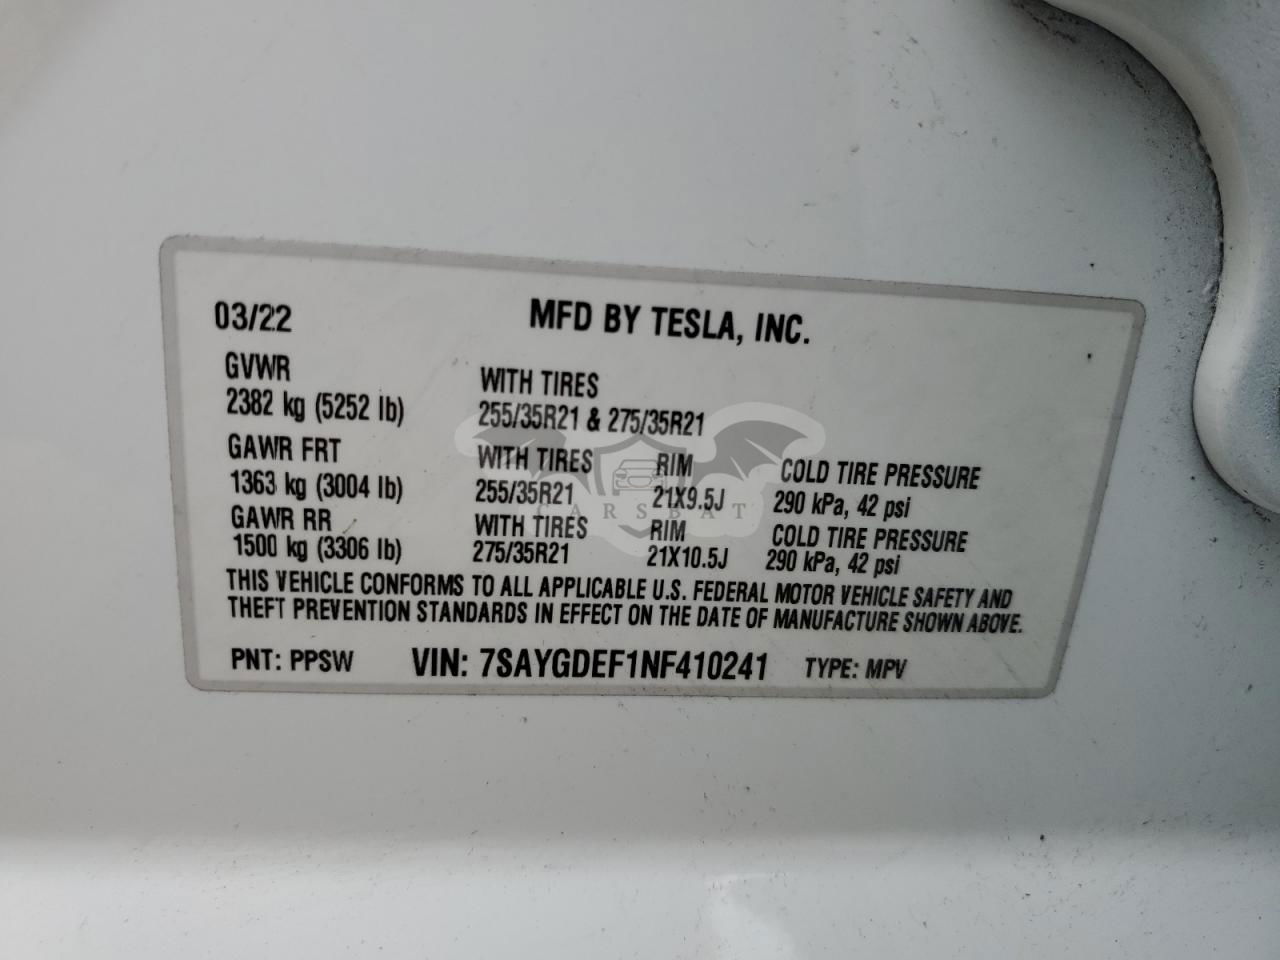 03/22 MFD BY TESLA, INC.
GVWR WITH TIRES
2382 kg (5252 lb) 255/35R21 & 275/35R21
GAWR FRT WITH TIRES RIM COLD TIRE PRESSURE
1363 kg (3004 lb) 255/35R21 21X9.5J 290 kPa, 42 psi
CARSBAT
GAWR RR WITH TIRES RIM COLD TIRE PRESSURE
1500 kg (3306 lb) 275/35R21 21X10.5J 290 kPa, 42 psi
THIS VEHICLE CONFORMS TO ALL APPLICABLE U.S. FEDERAL MOTOR VEHICLE SAFETY AND
THEFT PREVENTION STANDARDS IN EFFECT ON THE DATE OF MANUFACTURE SHOWN ABOVE.
PNT: PPSW VIN: 7SAYGDEF1NF410241 TYPE: MPV